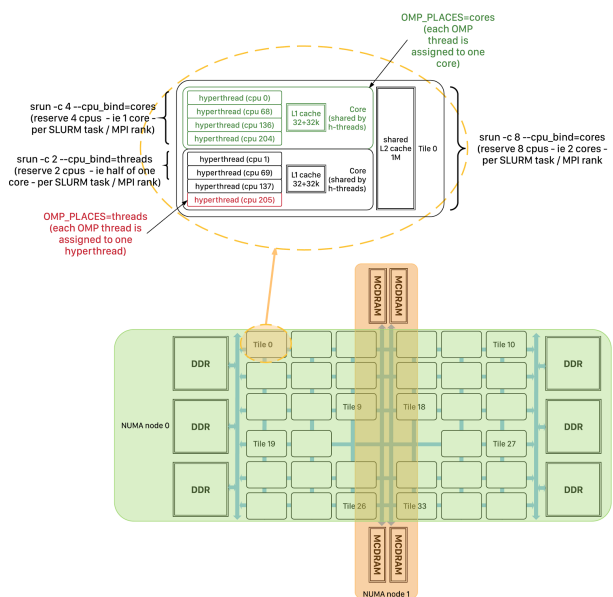 OMP_PLACES=cores
(each OMP
thread is
assigned to one
core)
srun -c 4 --cpu_bind=cores
(reserve 4 cpus - ie 1 core -
per SLURM task / MPI rank)
srun -c 2 --cpu_bind=threads
(reserve 2 cpus - ie half of one
core - per SLURM task / MPI rank)
OMP_PLACES=threads
(each OMP thread is
assigned to one
hyperthread)
hyperthread (cpu 0)
hyperthread (cpu 68)
hyperthread (cpu 136)
hyperthread (cpu 204)
L1 cache
32+32k
Core
(shared by
h-threads)
hyperthread (cpu 1)
hyperthread (cpu 69)
hyperthread (cpu 137)
hyperthread (cpu 205)
L1 cache
32+32k
Core
(shared by
h-threads)
shared
L2 cache
1M
Tile 0
srun -c 8 --cpu_bind=cores
(reserve 8 cpus - ie 2 cores -
per SLURM task / MPI rank
MCDRAM
MCDRAM
Tile 0
Tile 10
DDR
DDR
Tile 9
Tile 18
NUMA node 0
DDR
DDR
Tile 19
Tile 27
DDR
DDR
Tile 26
Tile 33
MCDRAM
MCDRAM
NUMA node 1